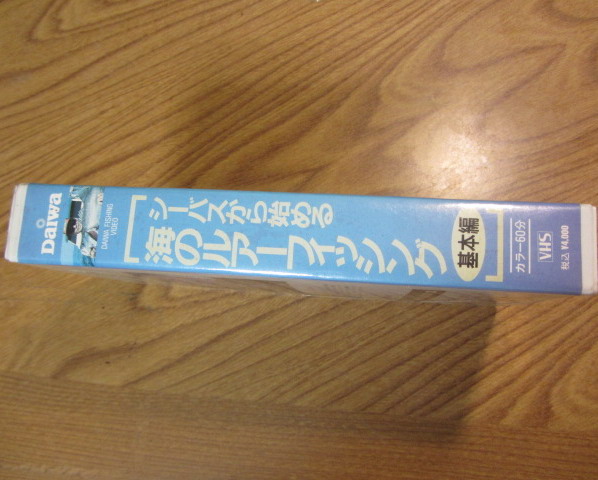 Daiwa
DAIWA FISHING
VIDEO
シーバスから始める
海のルアーフィッシング
基本編
カラー60分
VHS
税込 ¥4,000